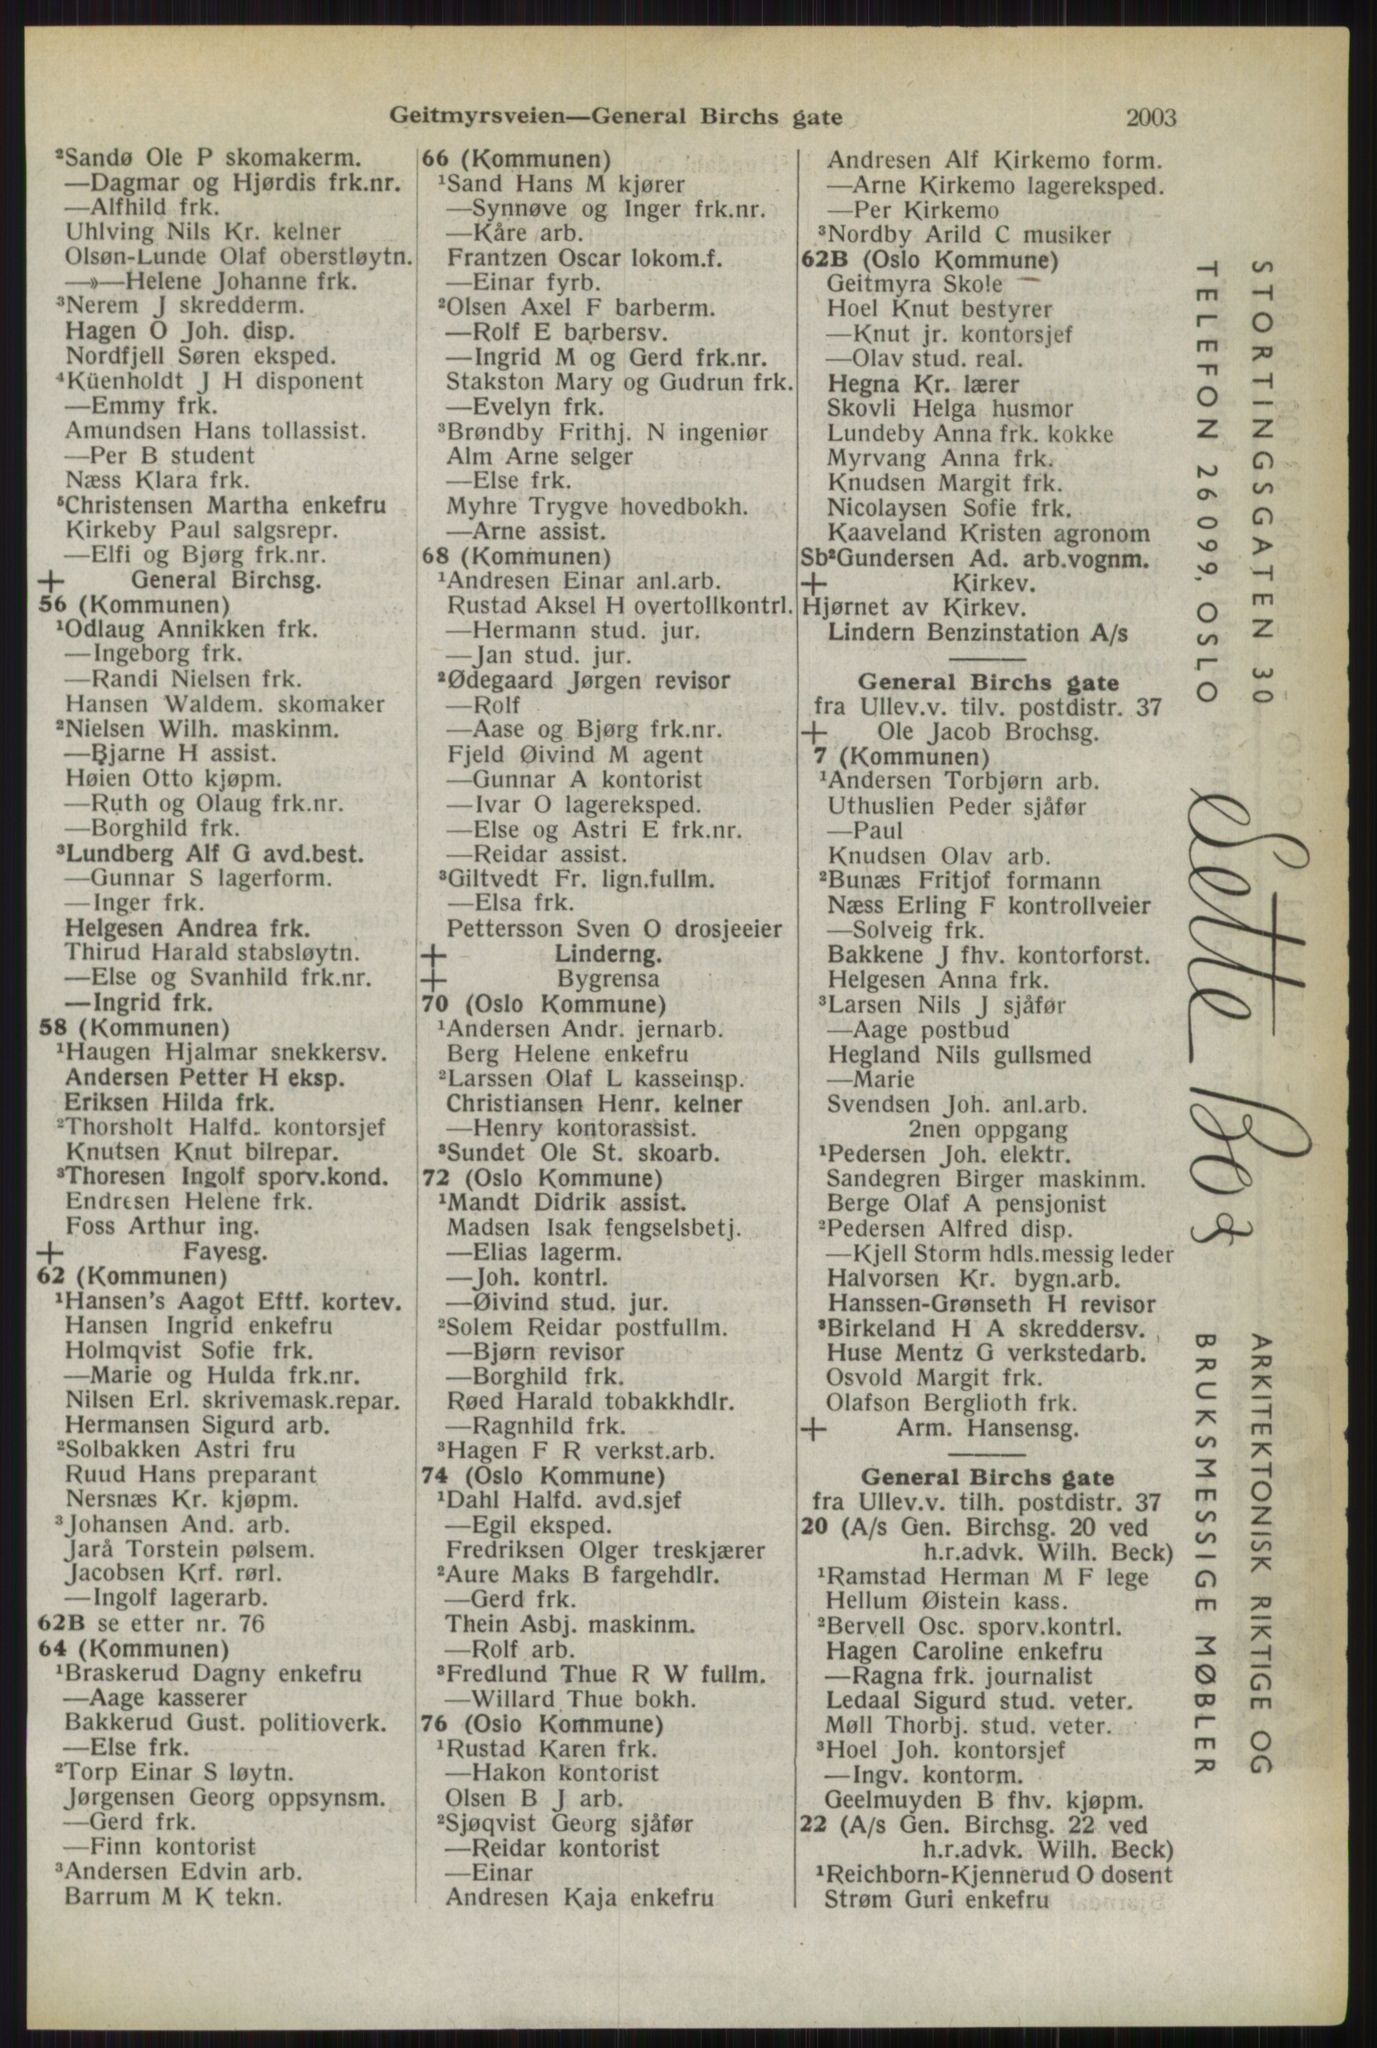 Geitmyrsveien—General Birchs gate 2003
²Sandø Ole P skomakerm.
—Dagmar og Hjørdis frk.nr.
—Alfhild frk.
Uhlving Nils Kr. kelner
Olsøn-Lunde Olaf oberstløytn.
—»—Helene Johanne frk.
³Nerem J skredderm.
Hagen O Joh. disp.
Nordfjell Søren eksped.
⁴Küenholdt J H disponent
—Emmy frk.
Amundsen Hans tollassist.
—Per B student
Næss Klara frk.
⁵Christensen Martha enkefru
Kirkeby Paul salgsrepr.
—Elfi og Bjørg frk.nr.
+ General Birchsg.
56 (Kommunen)
¹Odlaug Annikken frk.
—Ingeborg frk.
—Randi Nielsen frk.
Hansen Waldem. skomaker
²Nielsen Wilh. maskinm.
—Bjarne H assist.
Høien Otto kjøpm.
—Ruth og Olaug frk.nr.
—Borghild frk.
³Lundberg Alf G avd.best.
—Gunnar S lagerform.
—Inger frk.
Helgesen Andrea frk.
Thirud Harald stabsløytn.
—Else og Svanhild frk.nr.
—Ingrid frk.
58 (Kommunen)
¹Haugen Hjalmar snekkersv.
Andersen Petter H eksp.
Eriksen Hilda frk.
²Thorsholt Halfd. kontorsjef
Knutsen Knut bilrepar.
³Thoresen Ingolf sporv.kond.
Endresen Helene frk.
Foss Arthur ing.
+ Fayesg.
62 (Kommunen)
¹Hansen's Aagot Eftf. kortev.
Hansen Ingrid enkefru
Holmqvist Sofie frk.
—Marie og Hulda frk.nr.
Nilsen Erl. skrivemask.repar.
Hermansen Sigurd arb.
²Solbakken Astri fru
Ruud Hans preparant
Nersnæs Kr. kjøpm.
³Johansen And. arb.
Jarå Torstein pølsem.
Jacobsen Krf. rørl.
—Ingolf lagerarb.
62B se etter nr. 76
64 (Kommunen)
¹Braskerud Dagny enkefru
—Aage kasserer
Bakkerud Gust. politioverk.
—Else frk.
²Torp Einar S løytn.
Jørgensen Georg oppsynsm.
—Gerd frk.
—Finn kontorist
³Andersen Edvin arb.
Barrum M K tekn.
66 (Kommunen)
¹Sand Hans M kjører
—Synnøve og Inger frk.nr.
—Kåre arb.
Frantzen Oscar lokom.f.
—Einar fyrb.
²Olsen Axel F barberm.
—Rolf E barbersv.
—Ingrid M og Gerd frk.nr.
Stakston Mary og Gudrun frk.
—Evelyn frk.
³Brøndby Frithj. N ingeniør
Alm Arne selger
—Else frk.
Myhre Trygve hovedbokh.
—Arne assist.
68 (Kommunen)
¹Andresen Einar anl.arb.
Rustad Aksel H overtollkontrl.
—Hermann stud. jur.
—Jan stud. jur.
²Ødegaard Jørgen revisor
—Rolf
—Aase og Bjørg frk.nr.
Fjeld Øivind M agent
—Gunnar A kontorist
—Ivar O lagereksped.
—Else og Astri E frk.nr.
—Reidar assist.
³Giltvedt Fr. lign.fullm.
—Elsa frk.
Pettersson Sven O drosjeeier
+ Linderng.
+ Bygrensa
70 (Oslo Kommune)
¹Andersen Andr. jernarb.
Berg Helene enkefru
²Larssen Olaf L kasseinsp.
Christiansen Henr. kelner
—Henry kontorassist.
³Sundet Ole St. skoarb.
72 (Oslo Kommune)
¹Mandt Didrik assist.
Madsen Isak fengselsbetj.
—Elias lagerm.
—Joh. kontrl.
—Øivind stud. jur.
²Solem Reidar postfullm.
—Bjørn revisor
—Borghild frk.
Røed Harald tobakkhdlr.
—Ragnhild frk.
³Hagen F R verkst.arb.
74 (Oslo Kommune)
¹Dahl Halfd. avd.sjef
—Egil eksped.
Fredriksen Olger treskjærer
²Aure Maks B fargehdlr.
—Gerd frk.
Thein Asbj. maskinm.
—Rolf arb.
³Fredlund Thue R W fullm.
—Willard Thue bokh.
76 (Oslo Kommune)
¹Rustad Karen frk.
—Hakon kontorist
Olsen B J arb.
²Sjøqvist Georg sjåfør
—Reidar kontorist
—Einar
Andresen Kaja enkefru
Andresen Alf Kirkemo form.
—Arne Kirkemo lagereksped.
—Per Kirkemo
³Nordby Arild C musiker
62B (Oslo Kommune)
Geitmyra Skole
Hoel Knut bestyrer
—Knut jr. kontorsjef
—Olav stud. real.
Hegna Kr. lærer
Skovli Helga husmor
Lundeby Anna frk. kokke
Myrvang Anna frk.
Knudsen Margit frk.
Nicolaysen Sofie frk.
Kaaveland Kristen agronom
Sb²Gundersen Ad. arb.vognm.
+ Kirkev.
Hjørnet av Kirkev.
Lindern Benzinstation A/s
General Birchs gate
fra Ullev.v. tilv. postdistr. 37
+ Ole Jacob Brochsg.
7 (Kommunen)
¹Andersen Torbjørn arb.
Uthuslien Peder sjåfør
—Paul
Knudsen Olav arb.
²Bunæs Fritjof formann
Næss Erling F kontrollveier
—Solveig frk.
Bakkene J fhv. kontorforst.
Helgesen Anna frk.
³Larsen Nils J sjåfør
—Aage postbud
Hegland Nils gullsmed
—Marie
Svendsen Joh. anl.arb.
2nen oppgang
¹Pedersen Joh. elektr.
Sandegren Birger maskinm.
Berge Olaf A pensjonist
²Pedersen Alfred disp.
—Kjell Storm hdls.messig leder
Halvorsen Kr. bygn.arb.
Hanssen-Grønseth H revisor
³Birkeland H A skreddersv.
Huse Mentz G verkstedarb.
Osvold Margit frk.
Olafson Berglioth frk.
+ Arm. Hansensg.
General Birchs gate
fra Ullev.v. tilh. postdistr. 37
20 (A/s Gen. Birchsg. 20 ved
h.r.advk. Wilh. Beck)
¹Ramstad Herman M F lege
Hellum Øistein kass.
²Bervell Osc. sporv.kontrl.
Hagen Caroline enkefru
—Ragna frk. journalist
Ledaal Sigurd stud. veter.
Møll Thorbj. stud. veter.
³Hoel Joh. kontorsjef
—Ingv. kontorm.
Geelmuyden B fhv. kjøpm.
22 (A/s Gen. Birchsg. 22 ved
h.r.advk. Wilh. Beck)
¹Reichborn-Kjennerud O dosent
Strøm Guri enkefru
STORTINGSGATEN 30
TELEFON 26099, OSLO
Sette Bog
ARKITEKTONISK RIKTIGE OG
BRUKSMESSIGE MØBLER